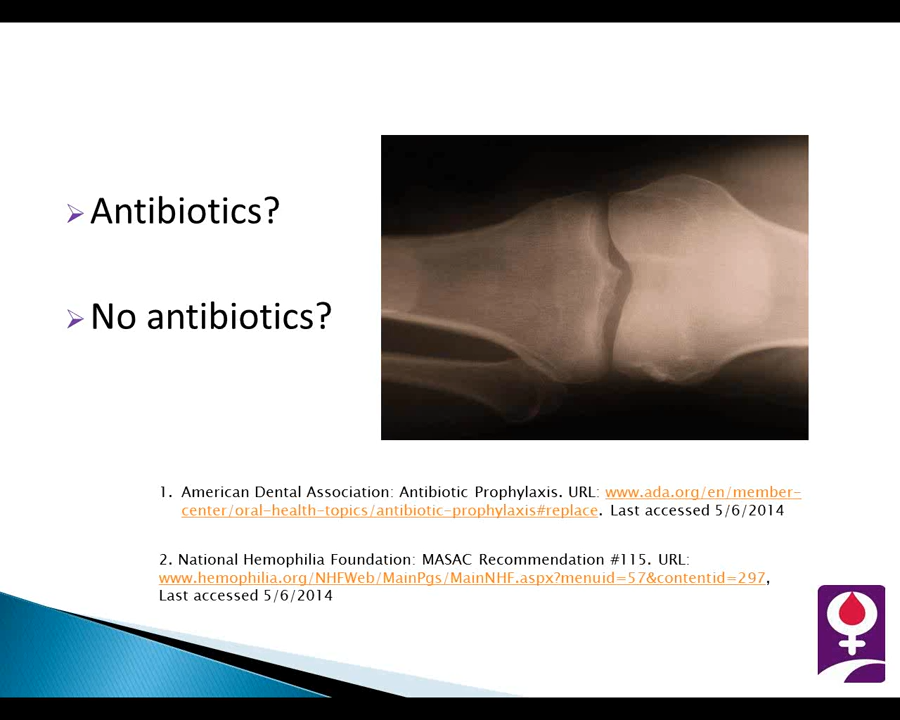 Antibiotics?
No antibiotics?
1. American Dental Association: Antibiotic Prophylaxis. URL: www.ada.org/en/member-
center/oral-health-topics/antibiotic-prophylaxis#replace. Last accessed 5/6/2014
2. National Hemophilia Foundation: MASAC Recommendation #115. URL:
www.hemophilia.org/NHFWeb/MainPgs/MainNHF.aspx?menuid=57&contentid=297,
Last accessed 5/6/2014